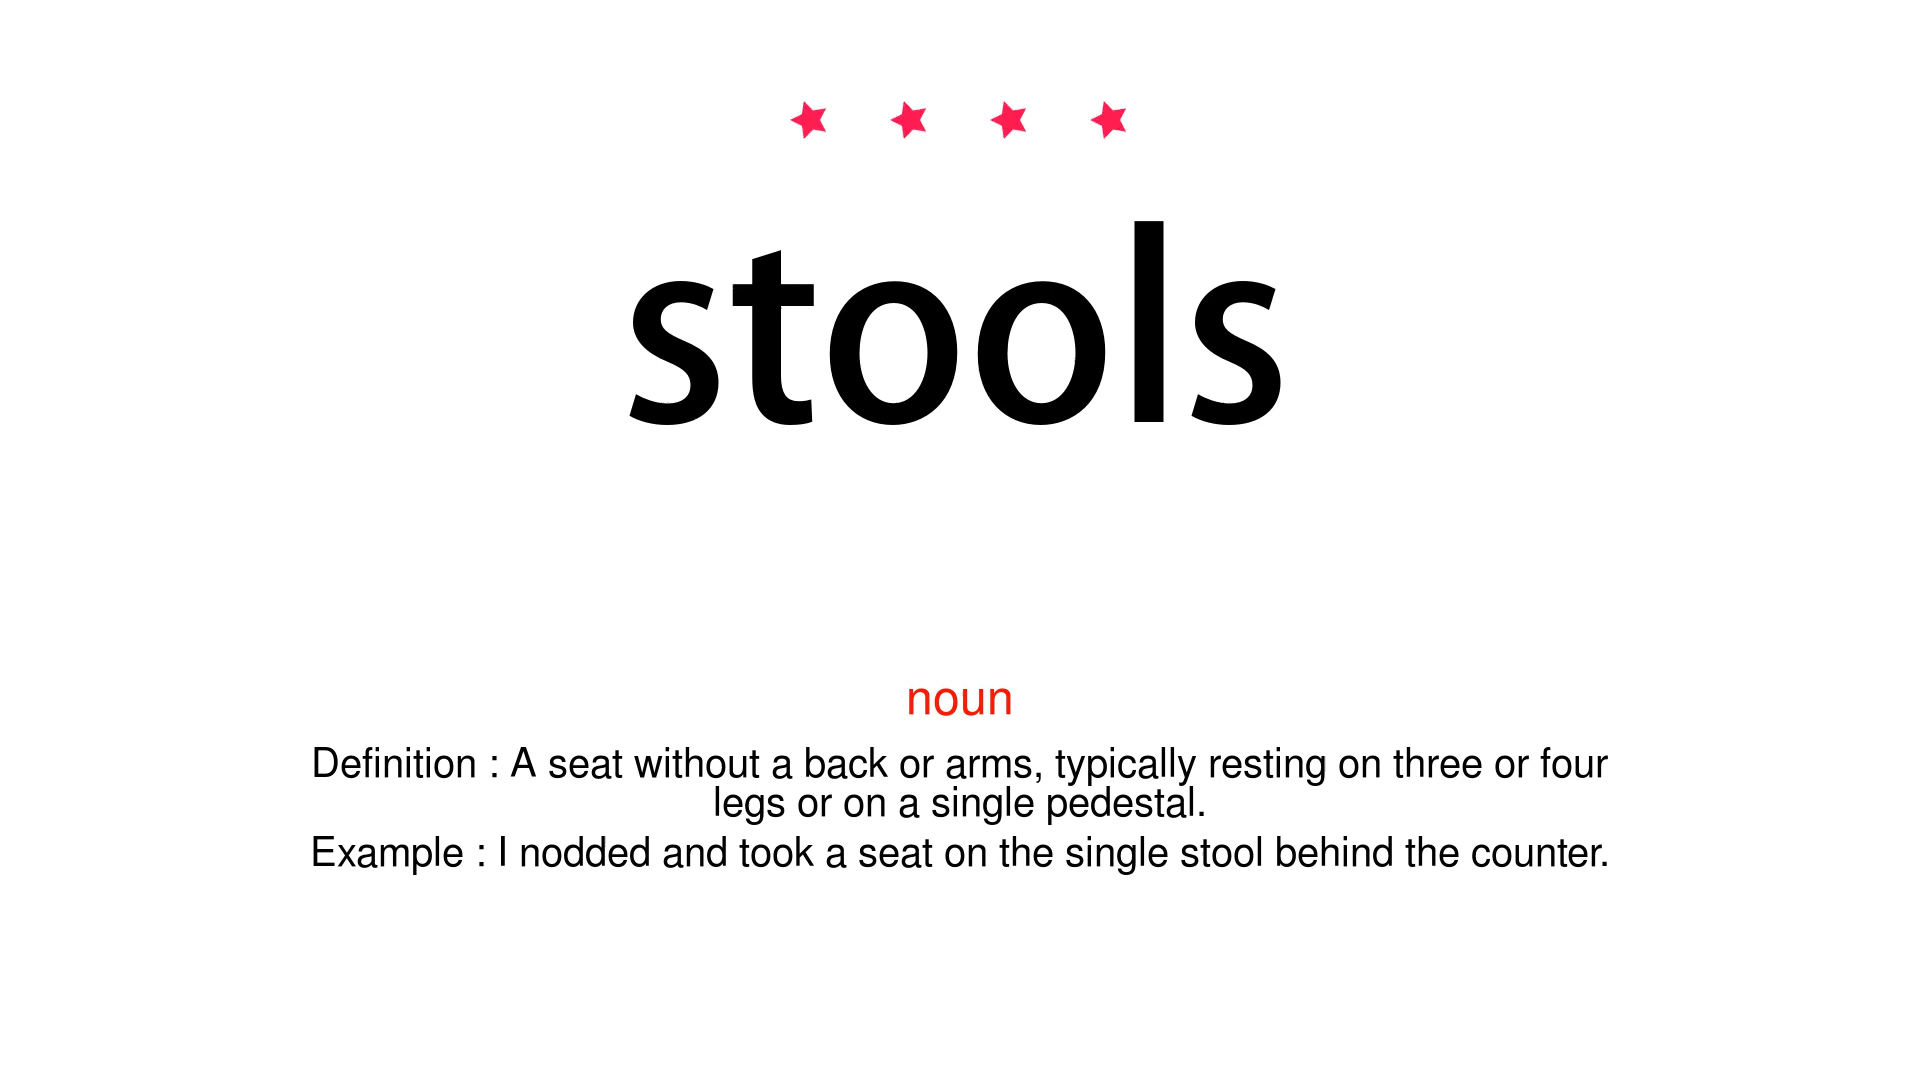 stools
noun
Definition : A seat without a back or arms, typically resting on three or four
legs or on a single pedestal.
Example : I nodded and took a seat on the single stool behind the counter.